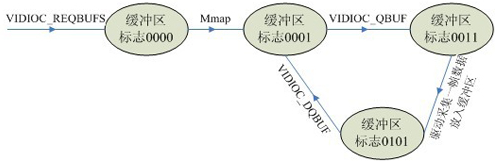 VIDIOC_REQBUFS
缓冲区
标志0000
Mmap
缓冲区
标志0001
VIDIOC_QBUF
缓冲区
标志0011
驱动采集一帧数据
放入缓冲区
缓冲区
标志0101
VIDIOC_DQBUF